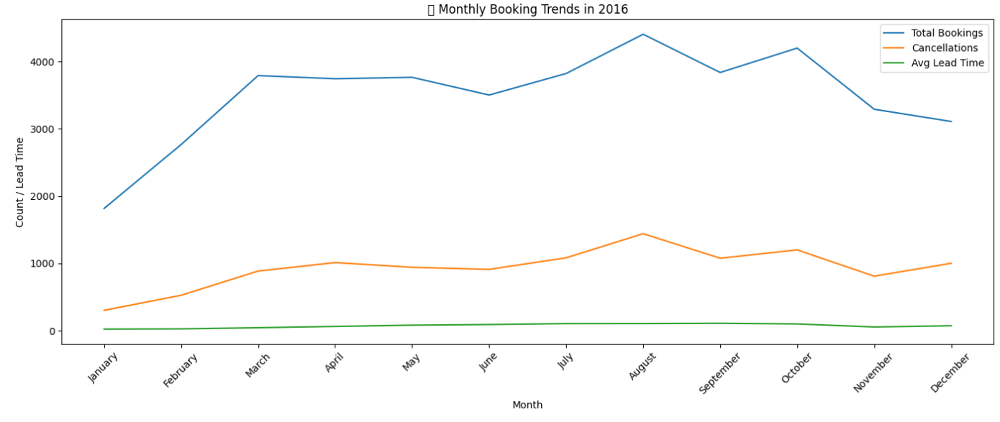 ▯ Monthly Booking Trends in 2016
Total Bookings
Cancellations
Avg Lead Time
Count / Lead Time
4000
3000
2000
1000
0
January
February
March
April
May
June
July
August
September
October
November
December
Month